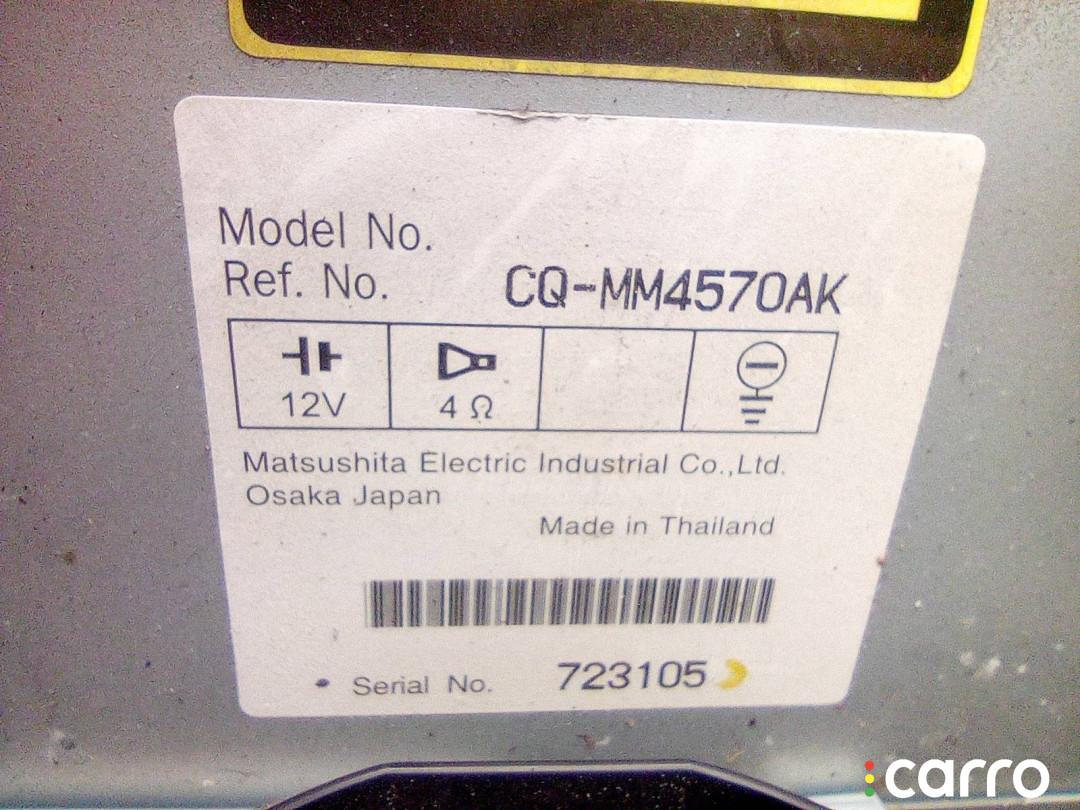 Model No.
Ref. No. CQ-MM4570AK
12V
4 Ω
Matsushita Electric Industrial Co.,Ltd.
Osaka Japan
Made in Thailand
Serial No. 723105
carro